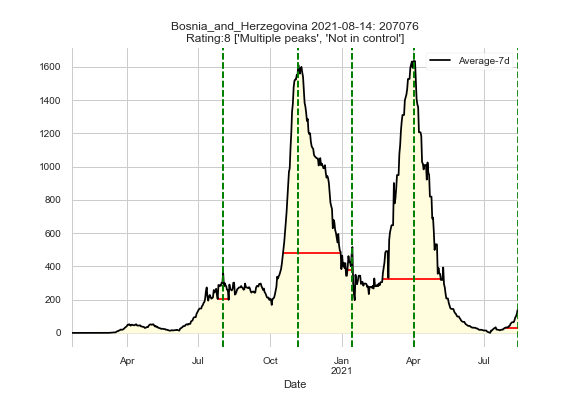 Bosnia_and_Herzegovina 2021-08-14: 207076
Rating:8 ['Multiple peaks', 'Not in control']
Average-7d
1600
1400
1200
1000
800
600
400
200
0
Apr Jul Oct Jan Apr Jul
2021
Date